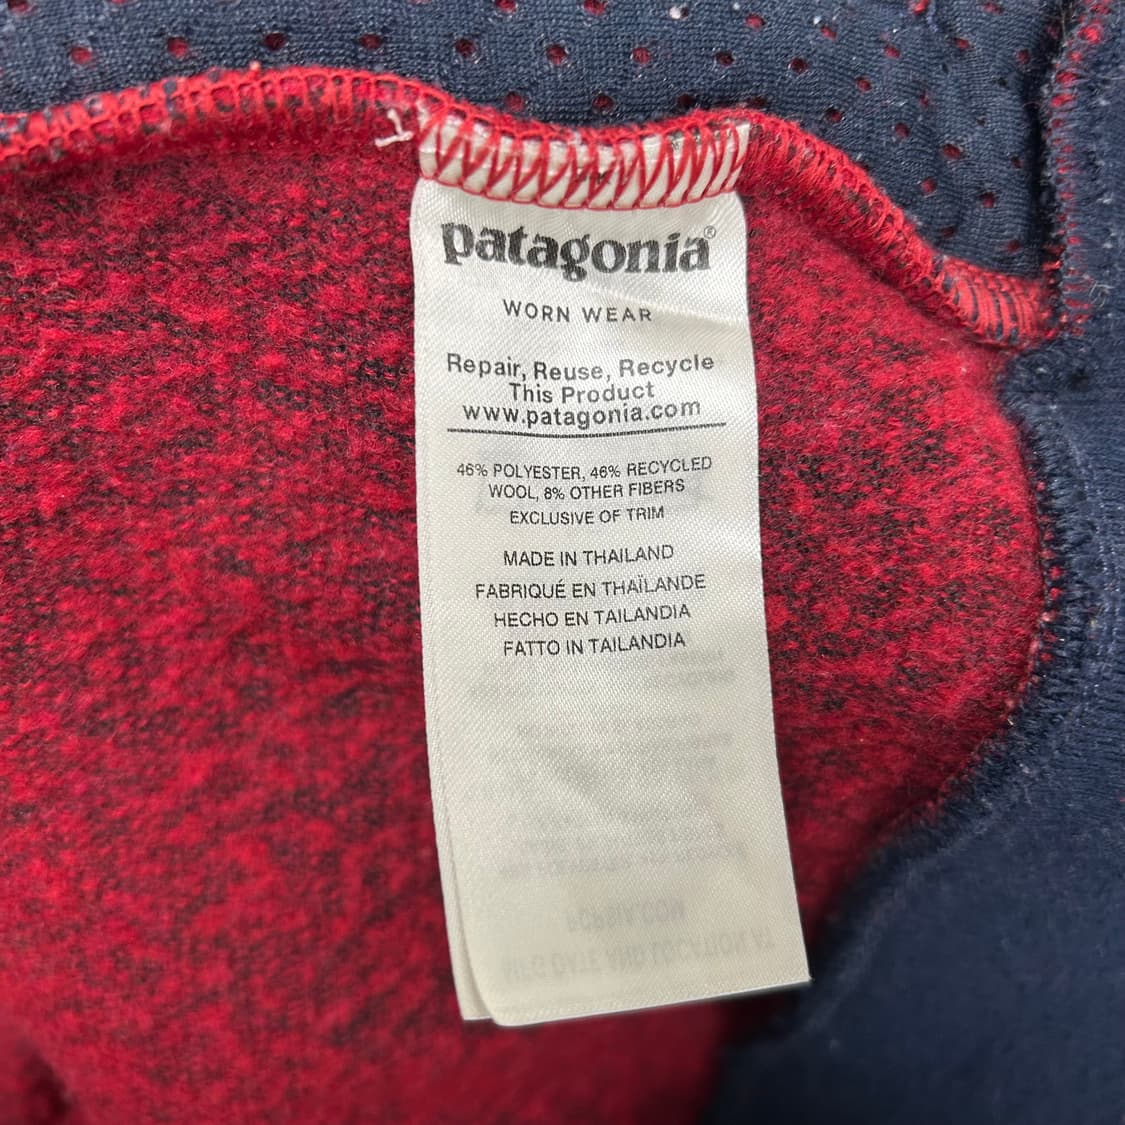 patagonia®
WORN WEAR
Repair, Reuse, Recycle
This Product
www.patagonia.com
46% POLYESTER, 46% RECYCLED
WOOL, 8% OTHER FIBERS
EXCLUSIVE OF TRIM
MADE IN THAILAND
FABRIQUÉ EN THAÏLANDE
HECHO EN TAILANDIA
FATTO IN TAILANDIA